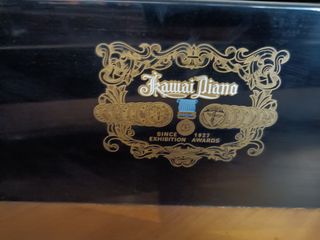 Kawai Piano
SINCE 1927
EXHIBITION AWARDS